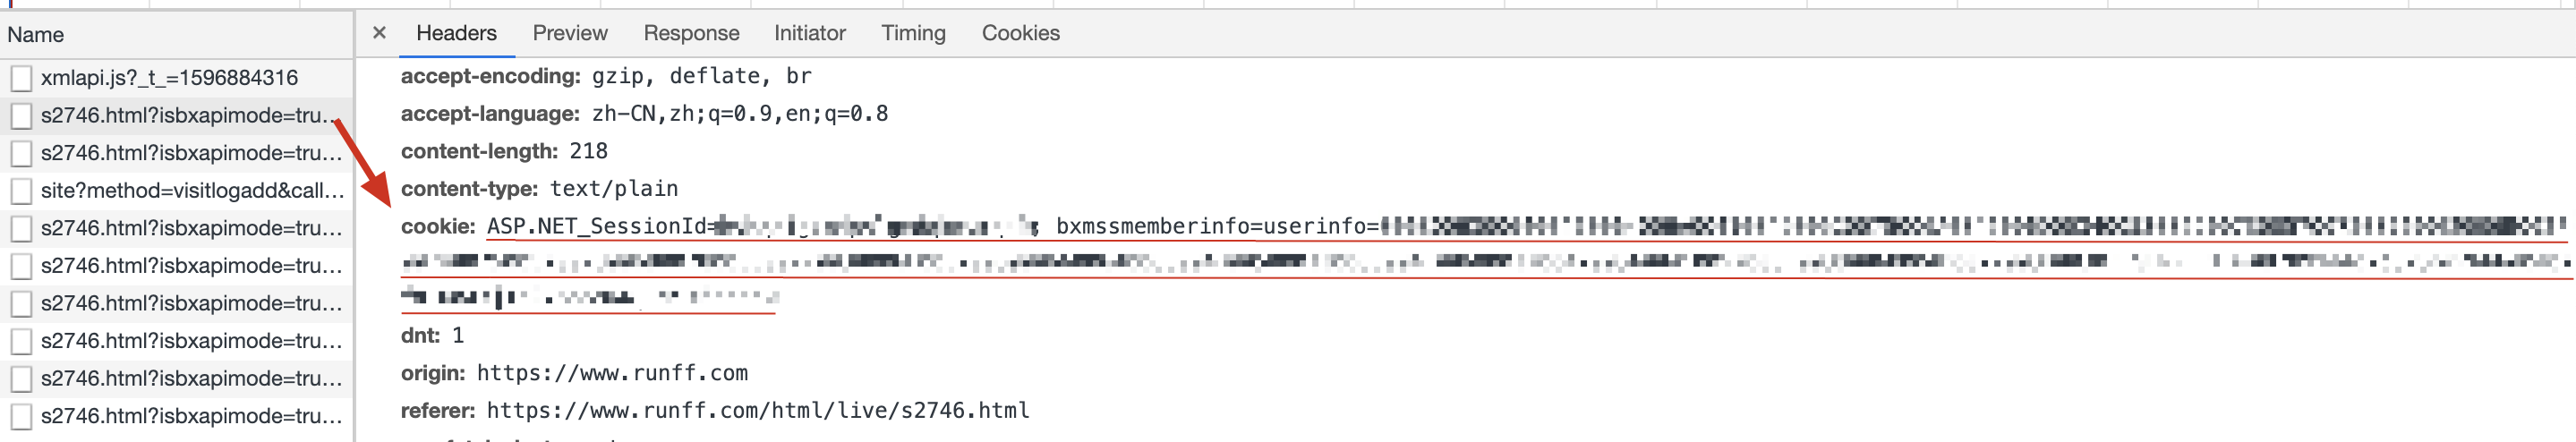 Name
xmlapi.js?_t_=1596884316
s2746.html?isbxapimode=tru...
s2746.html?isbxapimode=tru...
site?method=visitlogadd&call...
s2746.html?isbxapimode=tru...
s2746.html?isbxapimode=tru...
s2746.html?isbxapimode=tru...
s2746.html?isbxapimode=tru...
s2746.html?isbxapimode=tru...
s2746.html?isbxapimode=tru...
× Headers Preview Response Initiator Timing Cookies
accept-encoding: gzip, deflate, br
accept-language: zh-CN,zh;q=0.9,en;q=0.8
content-length: 218
content-type: text/plain
cookie: ASP.NET_SessionId= ; bxmssmemberinfo=userinfo=
dnt: 1
origin: https://www.runff.com
referer: https://www.runff.com/html/live/s2746.html